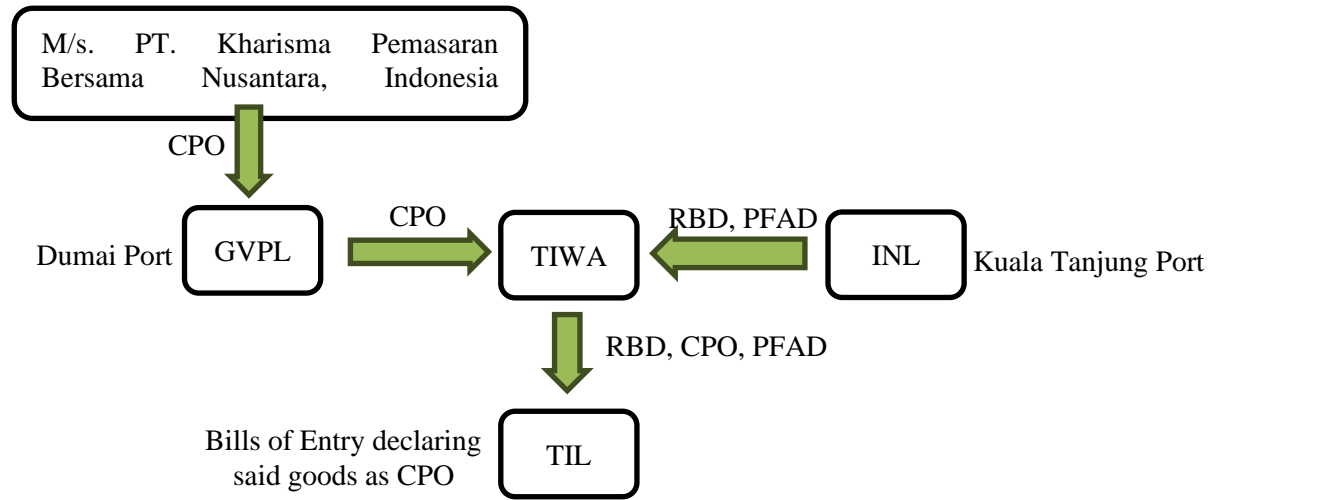 M/s. PT. Kharisma Pemasaran
Bersama Nusantara, Indonesia
CPO
Dumai Port
GVPL
CPO
TIWA
RBD, PFAD
INL
Kuala Tanjung Port
RBD, CPO, PFAD
Bills of Entry declaring
said goods as CPO
TIL